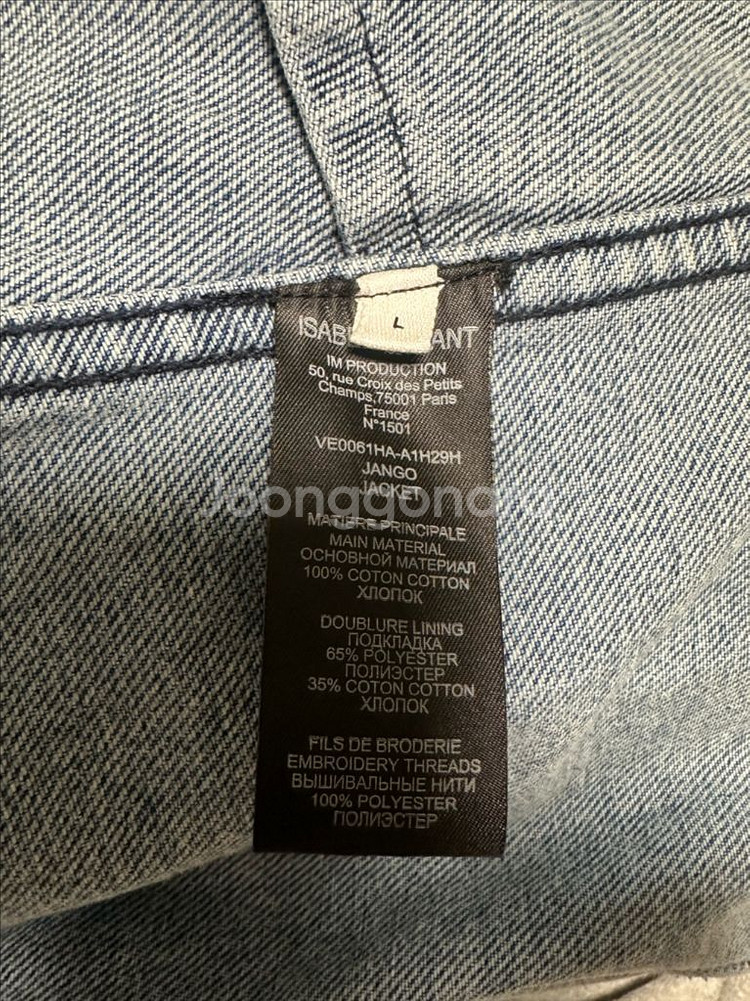 L
ISAB ANT
IM PRODUCTION
50, rue Croix des Petits
Champs,75001 Paris
France
N°1501
VE0061HA-A1H29H
JANGO
JACKET
Joonggonara
MATIERE PRINCIPALE
MAIN MATERIAL
ОСНОВНОЙ МАТЕРИАЛ
100% COTON COTTON
ХЛОПОК
DOUBLURE LINING
ПОДКЛАДКА
65% POLYESTER
ПОЛИЭСТЕР
35% COTON COTTON
ХЛОПОК
FILS DE BRODERIE
EMBROIDERY THREADS
ВЫШИВАЛЬНЫЕ НИТИ
100% POLYESTER
ПОЛИЭСТЕР